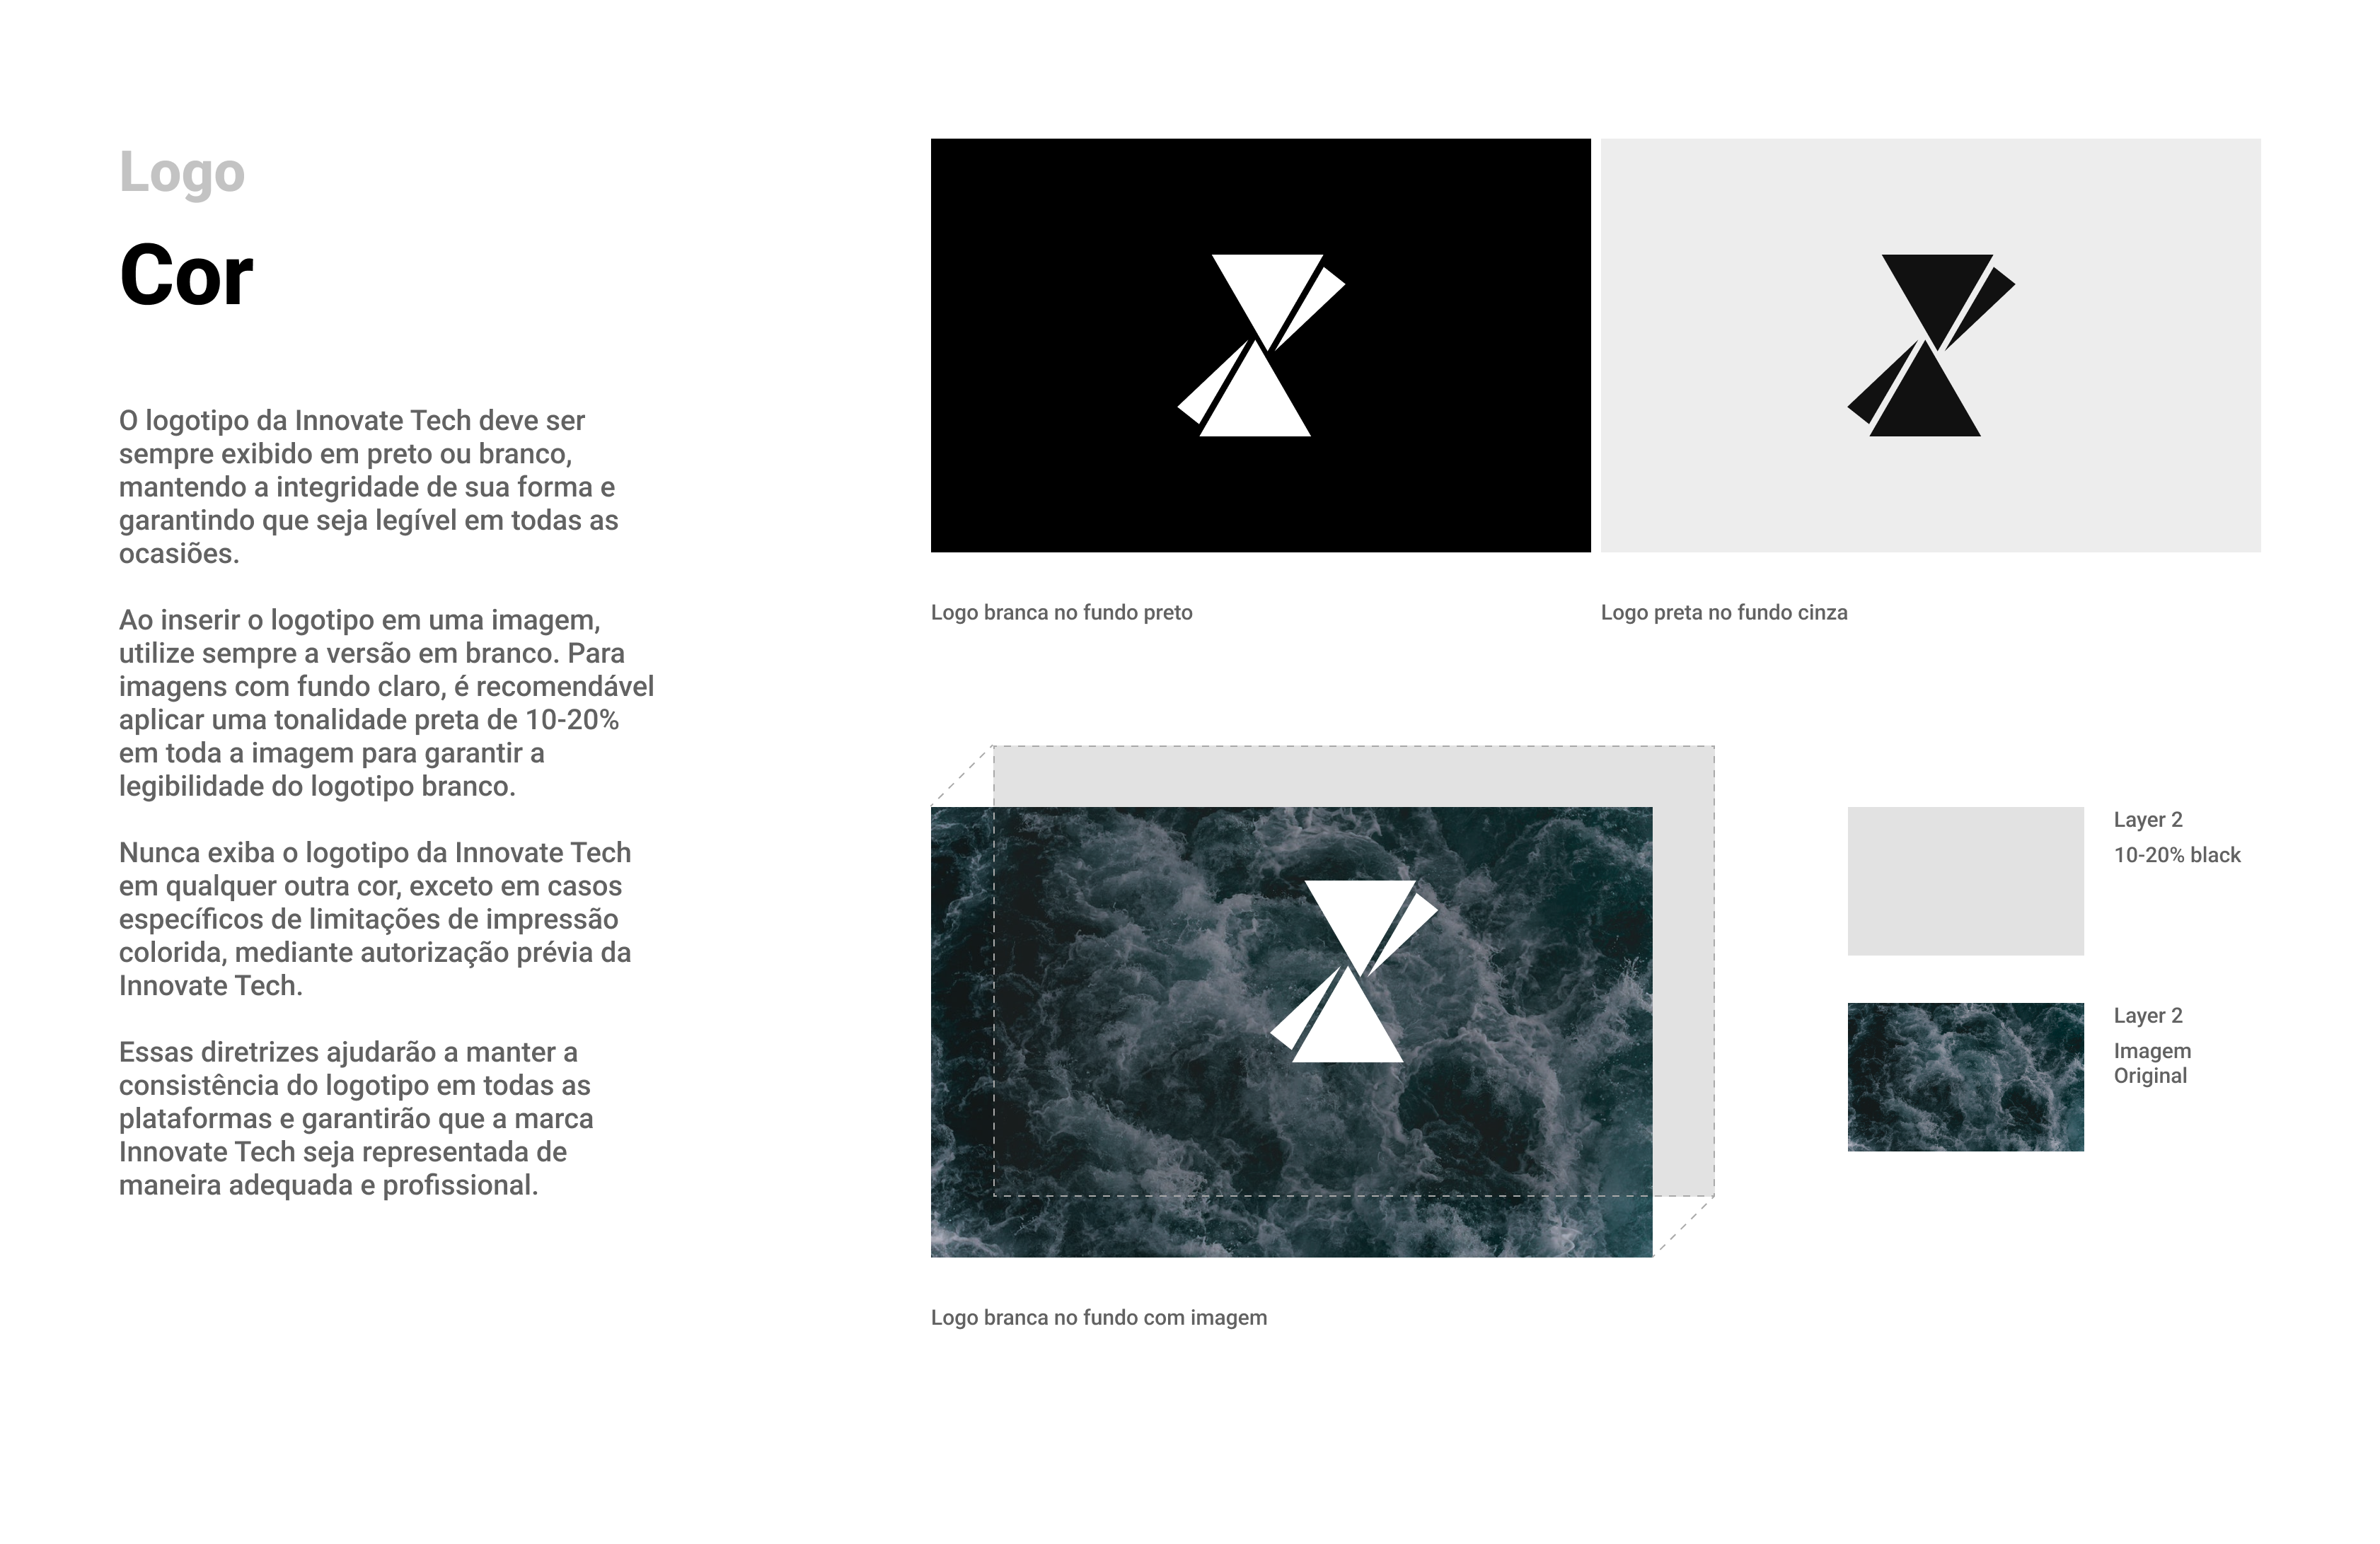 Logo
Cor
O logotipo da Innovate Tech deve ser
sempre exibido em preto ou branco,
mantendo a integridade de sua forma e
garantindo que seja legível em todas as
ocasiões.
Ao inserir o logotipo em uma imagem,
utilize sempre a versão em branco. Para
imagens com fundo claro, é recomendável
aplicar uma tonalidade preta de 10-20%
em toda a imagem para garantir a
legibilidade do logotipo branco.
Nunca exiba o logotipo da Innovate Tech
em qualquer outra cor, exceto em casos
específicos de limitações de impressão
colorida, mediante autorização prévia da
Innovate Tech.
Essas diretrizes ajudarão a manter a
consistência do logotipo em todas as
plataformas e garantirão que a marca
Innovate Tech seja representada de
maneira adequada e profissional.
Logo branca no fundo preto
Logo preta no fundo cinza
Layer 2
10-20% black
Layer 2
Imagem
Original
Logo branca no fundo com imagem